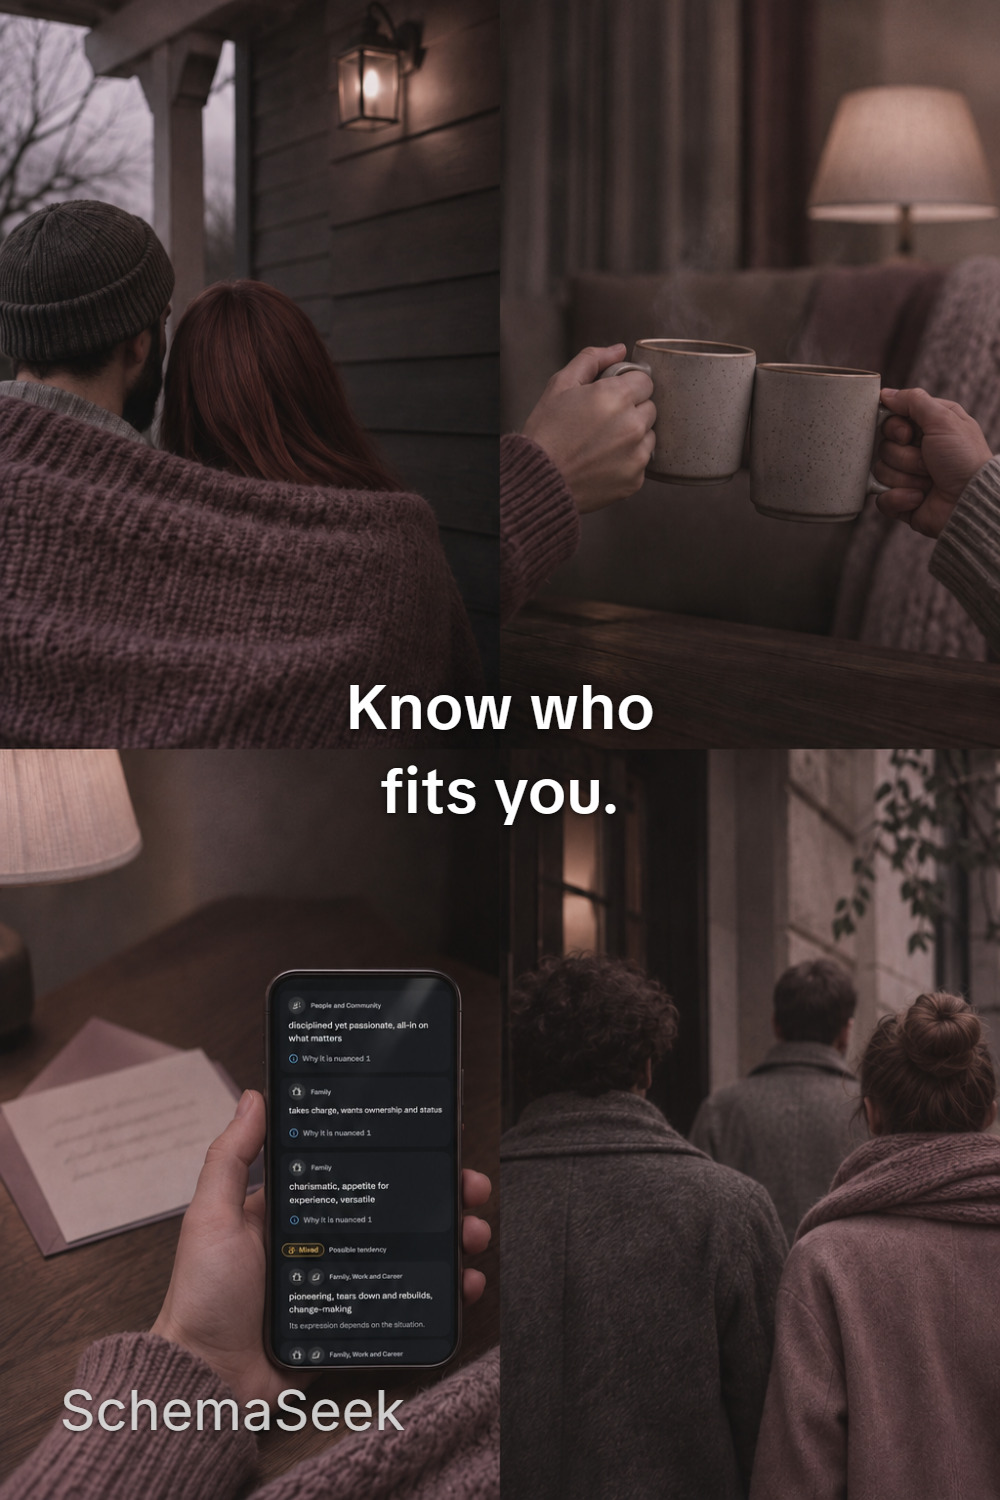 Know who
fits you.
People and Community
disciplined yet passionate, all-in on
what matters
Why it is nuanced 1
Family
takes charge, wants ownership and status
Why it is nuanced 1
Family
charismatic, appetite for
experience, versatile
Why it is nuanced 1
Mixed Possible tendency
Family, Work and Career
pioneering, tears down and rebuilds,
change-making
Its expression depends on the situation.
Family, Work and Career
SchemaSeek